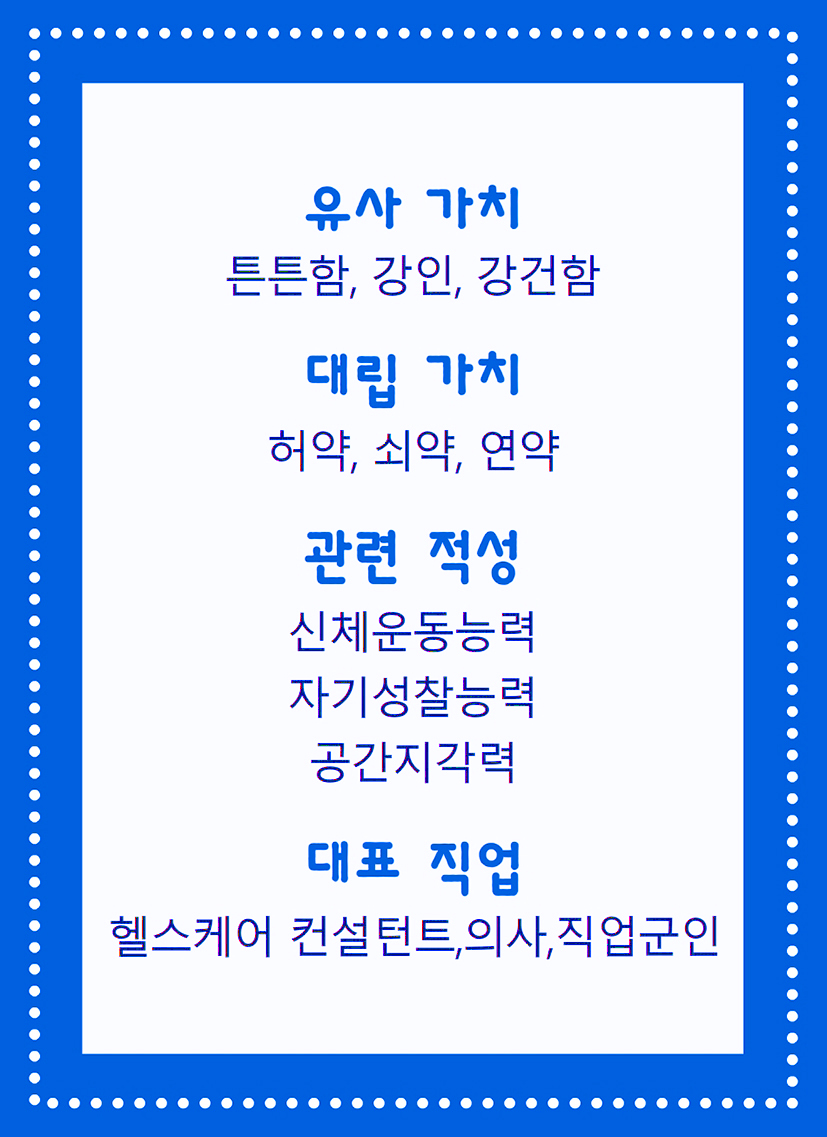 유사 가치
튼튼함, 강인, 강건함
대립 가치
허약, 쇠약, 연약
관련 적성
신체운동능력
자기성찰능력
공간지각력
대표 직업
헬스케어 컨설턴트,의사,직업군인